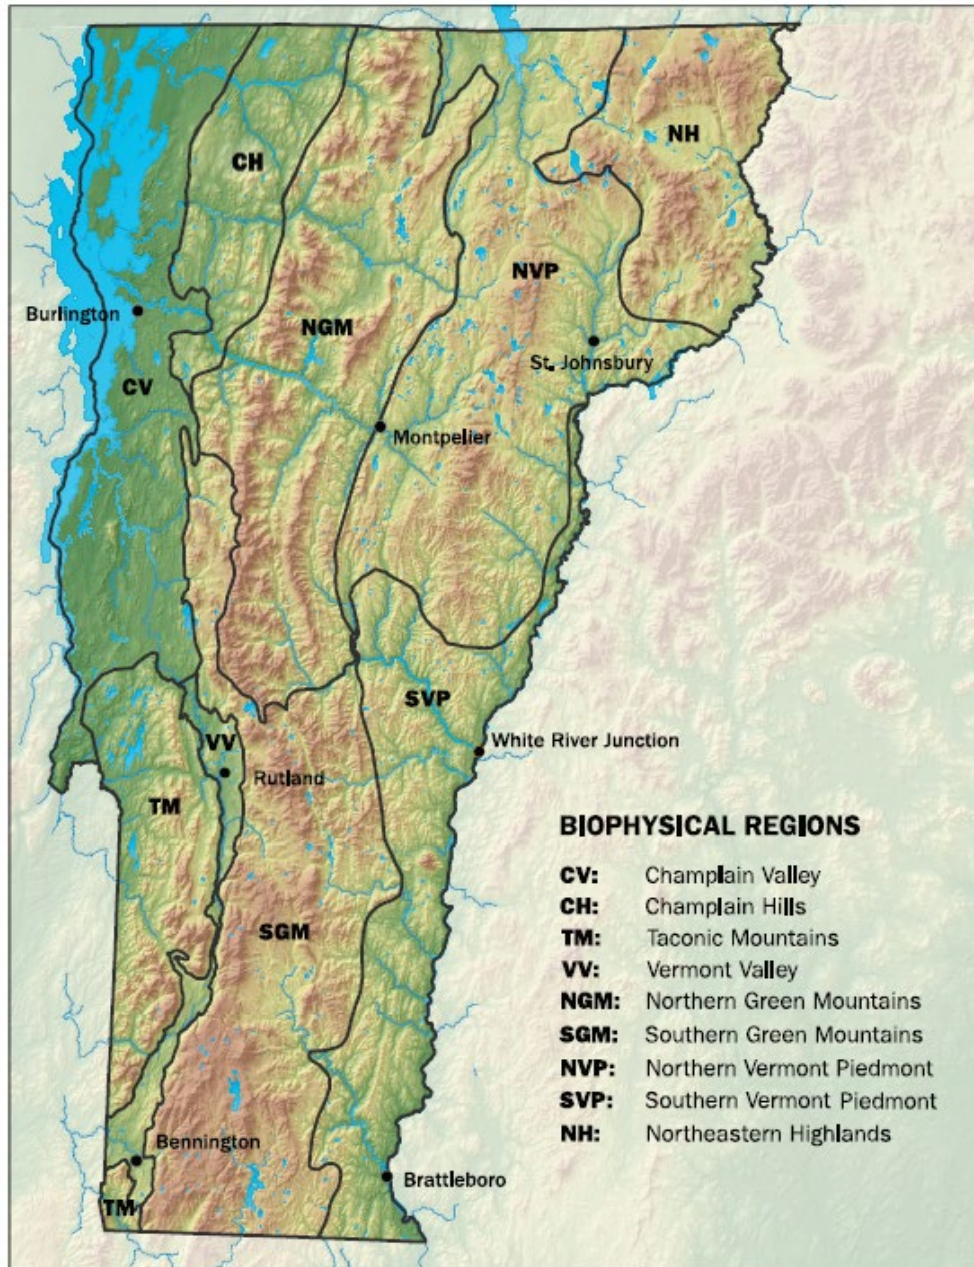 CH
NH
NVP
Burlington
NGM
St. Johnsbury
CV
Montpelier
SVP
VV
White River Junction
Rutland
TM
SGM
Bennington
Brattleboro
TM
BIOPHYSICAL REGIONS
CV: Champlain Valley
CH: Champlain Hills
TM: Taconic Mountains
VV: Vermont Valley
NGM: Northern Green Mountains
SGM: Southern Green Mountains
NVP: Northern Vermont Piedmont
SVP: Southern Vermont Piedmont
NH: Northeastern Highlands